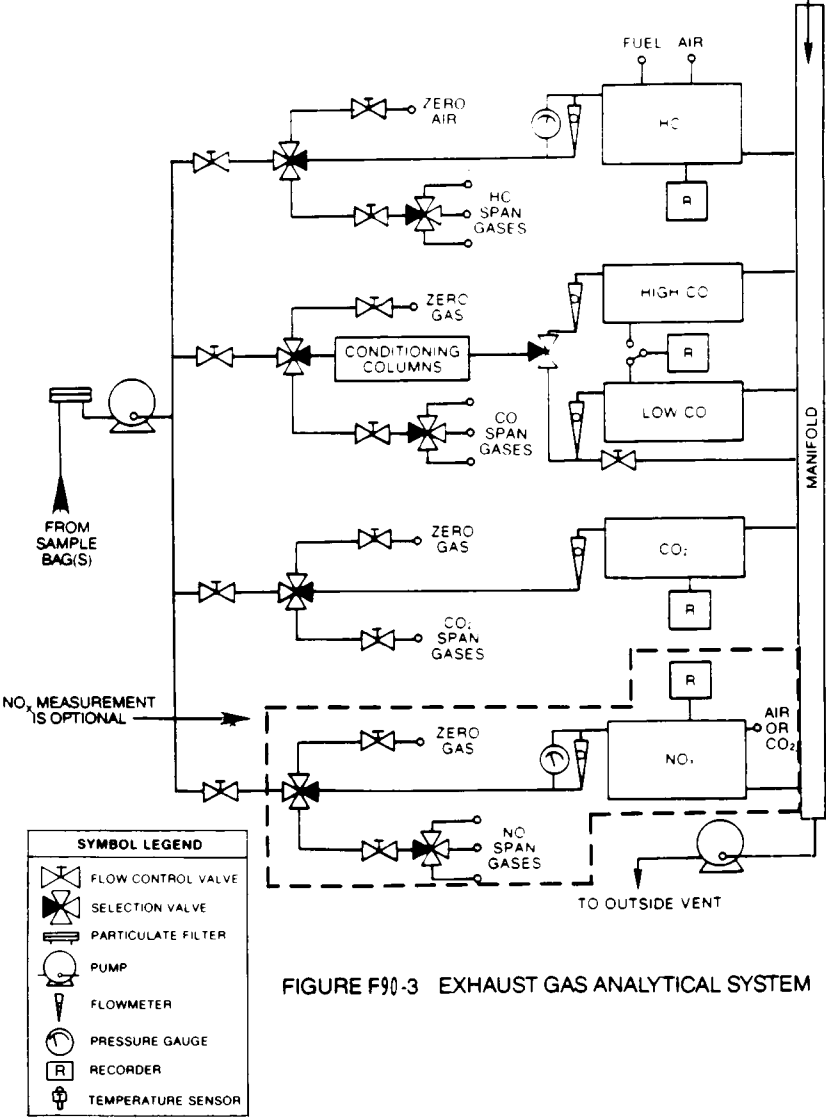 FUEL AIR
ZERO
AIR
HC
R
HC
SPAN
GASES
ZERO
GAS
HIGH CO
CONDITIONING
COLUMNS
R
LOW CO
CO
SPAN
GASES
MANIFOLD
FROM
SAMPLE
BAG(S)
ZERO
GAS
CO₂
R
CO₂
SPAN
GASES
NOₓ MEASUREMENT
IS OPTIONAL
R
ZERO
GAS
NOₓ
AIR
OR
CO₂
NO
SPAN
GASES
TO OUTSIDE VENT
SYMBOL LEGEND
FLOW CONTROL VALVE
SELECTION VALVE
PARTICULATE FILTER
PUMP
FLOWMETER
PRESSURE GAUGE
R RECORDER
T TEMPERATURE SENSOR
FIGURE F90-3 EXHAUST GAS ANALYTICAL SYSTEM